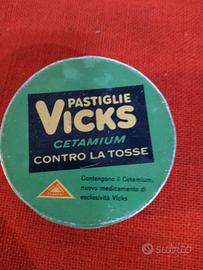 PASTIGLIE
VICKS
CETAMIUM
CONTRO LA TOSSE
Contengono il Cetamium,
nuovo medicamento di
esclusività Vicks
subito